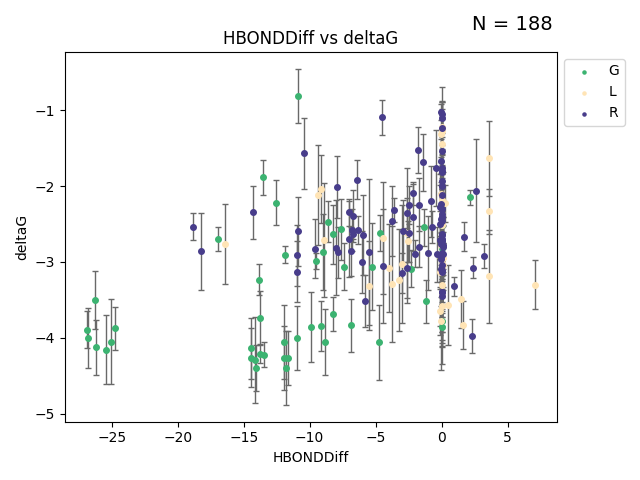 N = 188
HBONDDiff vs deltaG
G
L
R
deltaG
−1
−2
−3
−4
−5
−25
−20
−15
−10
−5
0
5
HBONDDiff